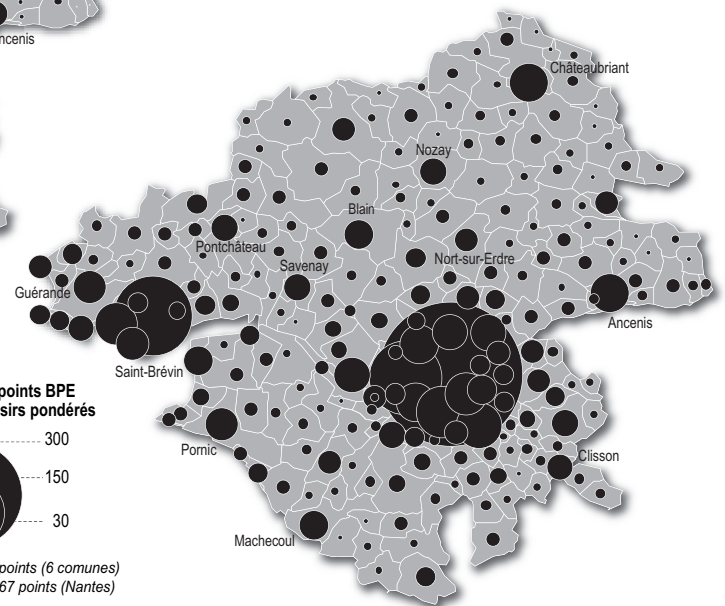 ncenis
Châteaubriant
Nozay
Blain
Pontchâteau
Nort-sur-Erdre
Savenay
Guérande
Ancenis
Saint-Brévin
points BPE
sirs pondérés
300
150
30
Pornic
Clisson
Machecoul
points (6 comunes)
67 points (Nantes)